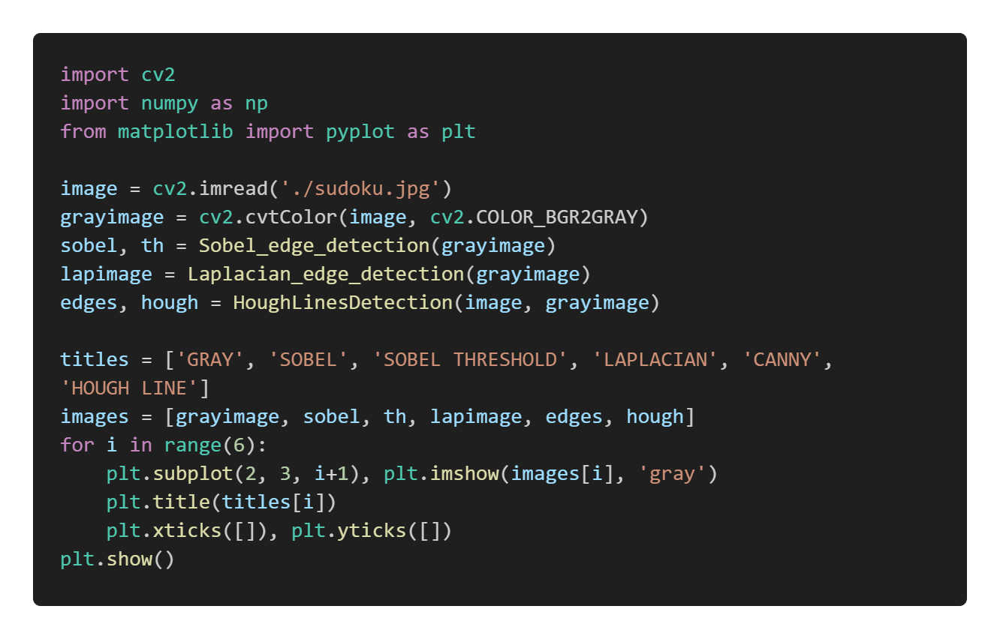 import cv2
import numpy as np
from matplotlib import pyplot as plt

image = cv2.imread('./sudoku.jpg')
grayimage = cv2.cvtColor(image, cv2.COLOR_BGR2GRAY)
sobel, th = Sobel_edge_detection(grayimage)
lapimage = Laplacian_edge_detection(grayimage)
edges, hough = HoughLinesDetection(image, grayimage)

titles = ['GRAY', 'SOBEL', 'SOBEL THRESHOLD', 'LAPLACIAN', 'CANNY',
'HOUGH LINE']
images = [grayimage, sobel, th, lapimage, edges, hough]
for i in range(6):
    plt.subplot(2, 3, i+1), plt.imshow(images[i], 'gray')
    plt.title(titles[i])
    plt.xticks([]), plt.yticks([])
plt.show()